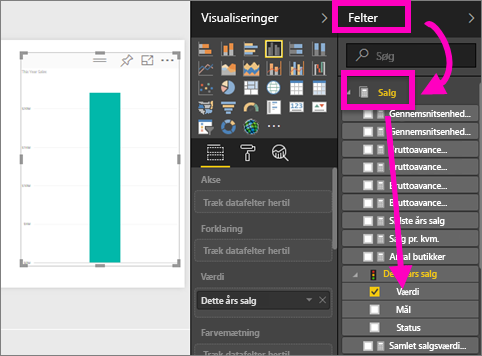 Visualiseringer
Felter
This Year Sales
Søg
Salg
Gennemsnitsenhed...
Gennemsnitsenhed...
Bruttoavance...
Bruttoavance...
Bruttoavance...
Bruttoavance...
Sidste års salg
Salg pr. kvm.
Antal butikker
Dette års salg
Værdi
Mål
Status
Samlet salgsværdi...
Akse
Træk datafelter hertil
Forklaring
Træk datafelter hertil
Værdi
Dette års salg
Farvemætning
Træk datafelter hertil